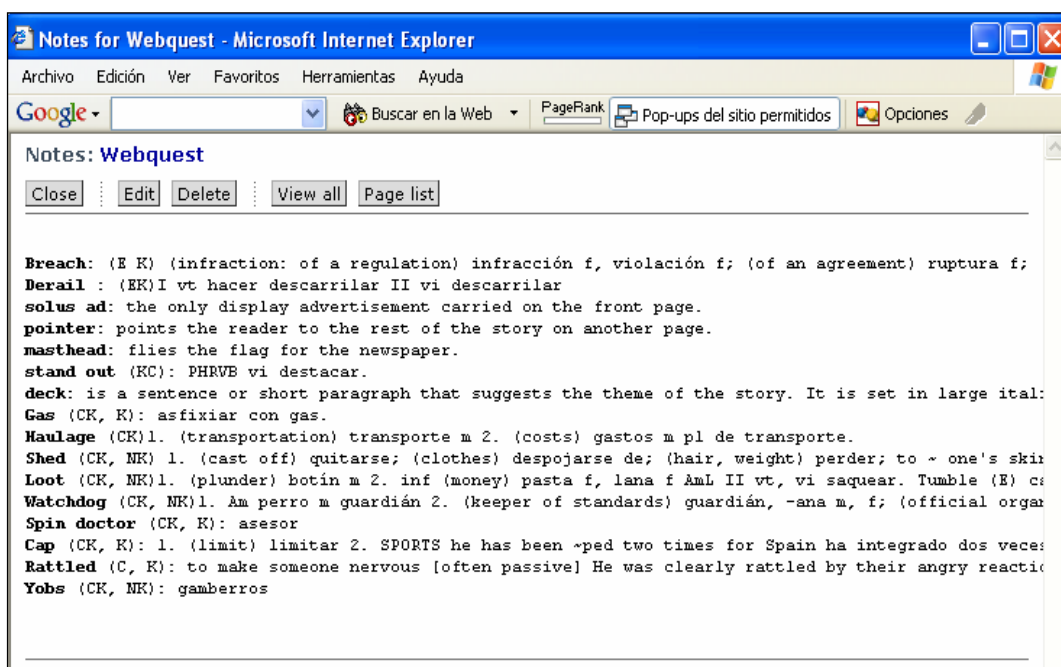 Notes for Webquest - Microsoft Internet Explorer
Archivo Edición Ver Favoritos Herramientas Ayuda
Google Buscar en la Web PageRank Pop-ups del sitio permitidos Opciones
Notes: Webquest
Close Edit Delete View all Page list
Breach: (E K) (infraction: of a regulation) infracción f, violación f; (of an agreement) ruptura f;
Derail : (EK)I vt hacer descarrilar II vi descarrilar
solus ad: the only display advertisement carried on the front page.
pointer: points the reader to the rest of the story on another page.
masthead: flies the flag for the newspaper.
stand out (KC): PHRVB vi destacar.
deck: is a sentence or short paragraph that suggests the theme of the story. It is set in large
Gas (CK, K): asfixiar con gas.
Haulage (CK)1. (transportation) transporte m 2. (costs) gastos m pl de transporte.
Shed (CK, NK) 1. (cast off) quitarse; (clothes) despojarse de; (hair, weight) perder; to ~ one's
Loot (CK, NK)1. (plunder) botín m 2. inf (money) pasta f, lana f AmL II vt, vi saquear. Tumble (E)
Watchdog (CK, NK)1. Am perro m guardián 2. (keeper of standards) guardián, -ana m, f; (official
Spin doctor (CK, K): asesor
Cap (CK, K): 1. (limit) limitar 2. SPORTS he has been ~ped two times for Spain ha integrado dos veces
Rattled (C, K): to make someone nervous [often passive] He was clearly rattled by their angry
Yobs (CK, NK): gamberros